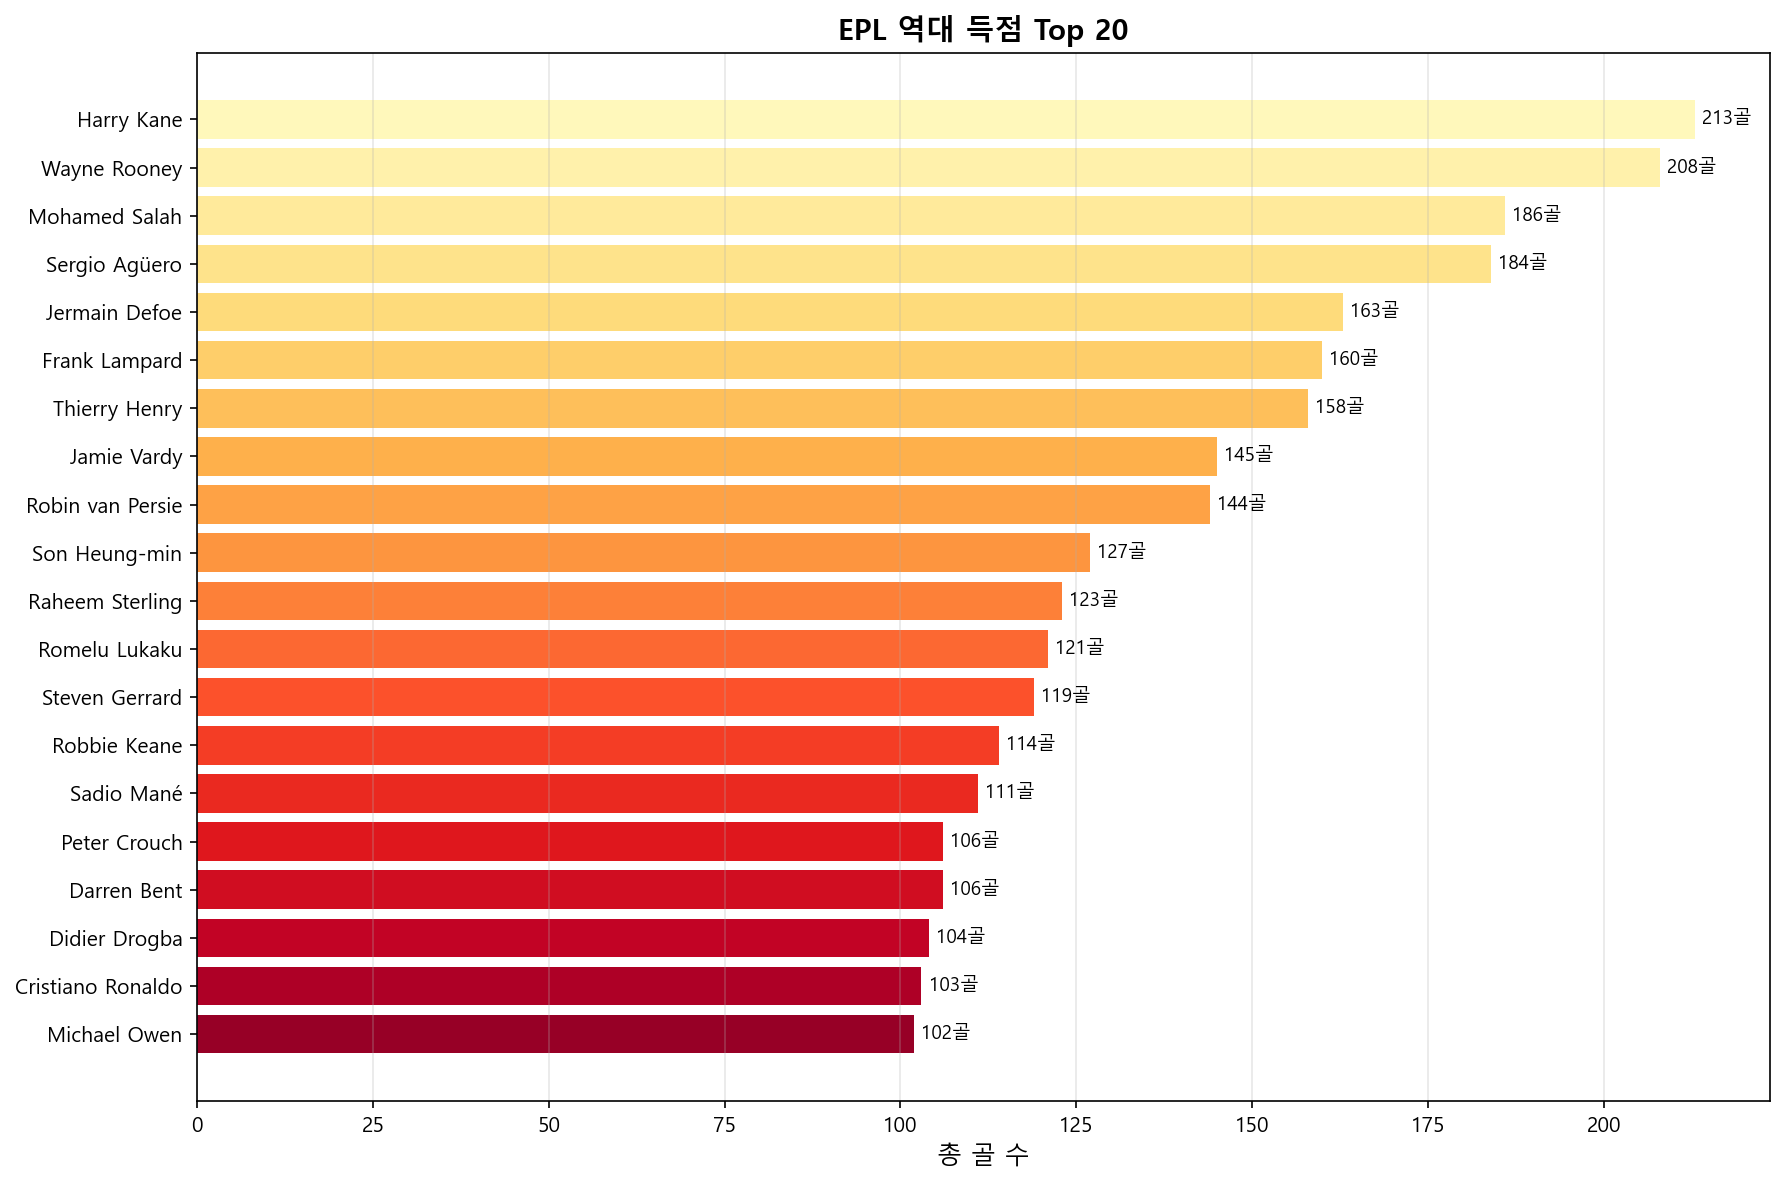 EPL 역대 득점 Top 20
Harry Kane 213골
Wayne Rooney 208골
Mohamed Salah 186골
Sergio Agüero 184골
Jermain Defoe 163골
Frank Lampard 160골
Thierry Henry 158골
Jamie Vardy 145골
Robin van Persie 144골
Son Heung-min 127골
Raheem Sterling 123골
Romelu Lukaku 121골
Steven Gerrard 119골
Robbie Keane 114골
Sadio Mané 111골
Peter Crouch 106골
Darren Bent 106골
Didier Drogba 104골
Cristiano Ronaldo 103골
Michael Owen 102골
0 25 50 75 100 125 150 175 200
총 골 수